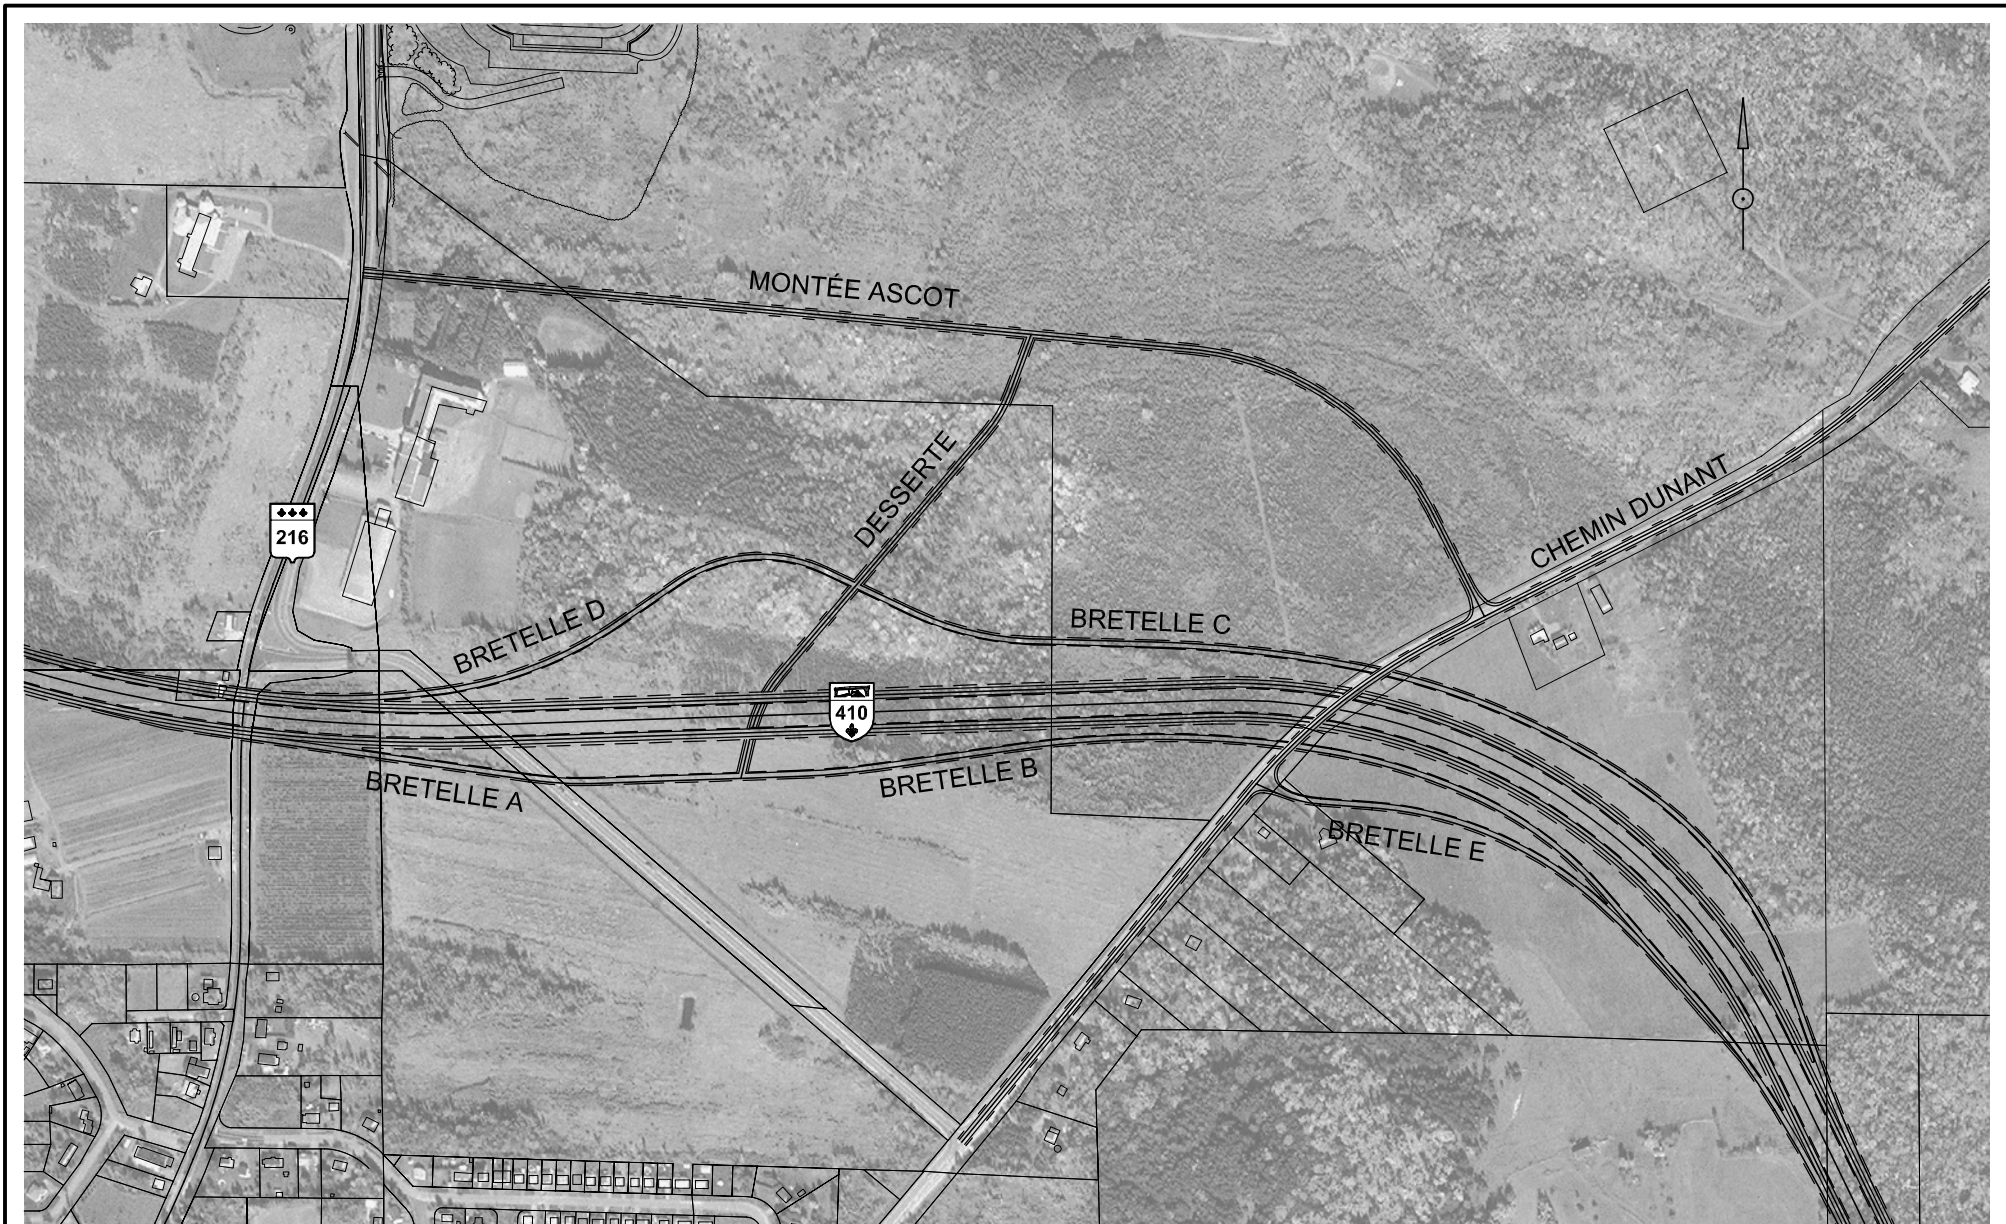 MONTÉE ASCOT
DESSERTE
CHEMIN DUNANT
216
BRETELLE D
BRETELLE C
410
BRETELLE A
BRETELLE B
BRETELLE E